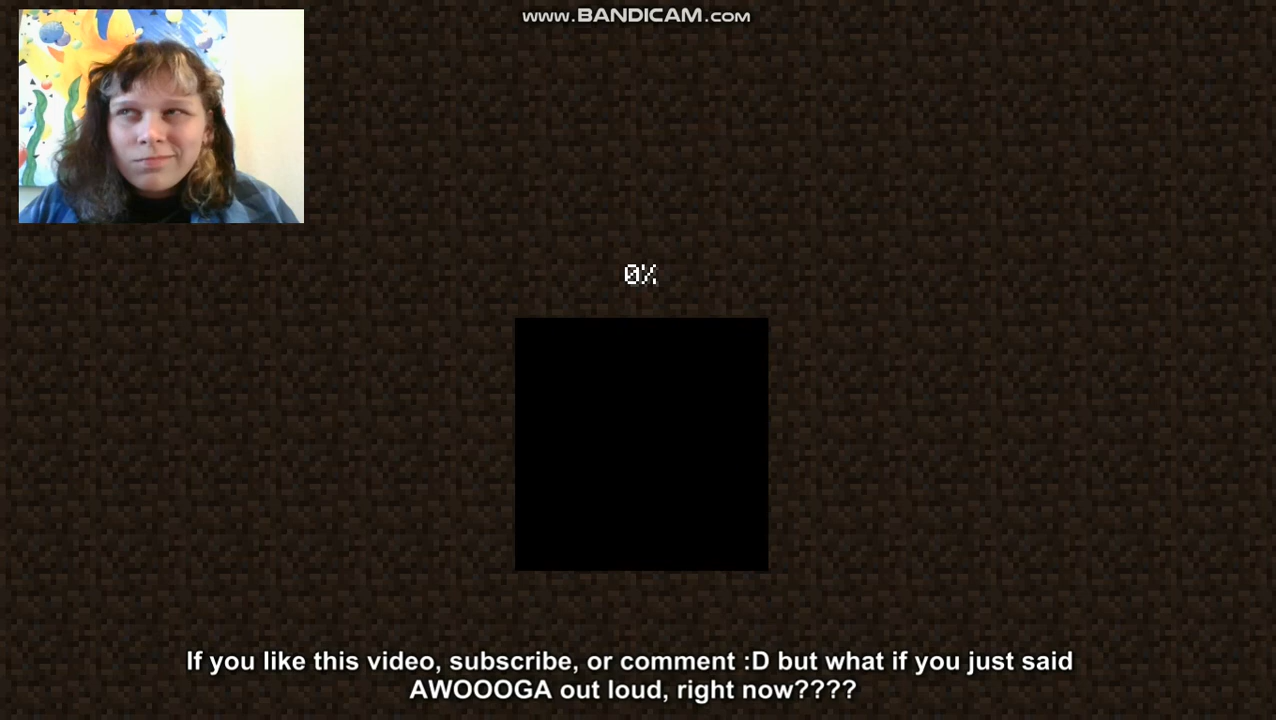 www.BANDICAM.com
0%
If you like this video, subscribe, or comment :D but what if you just said
AWOOOGA out loud, right now????